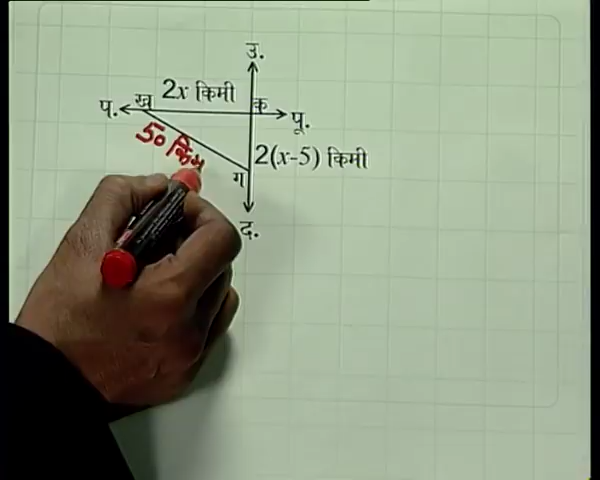 उ.
2x किमी
प.
ख
क
पू.
50 किम
2(x-5) किमी
ग
द.